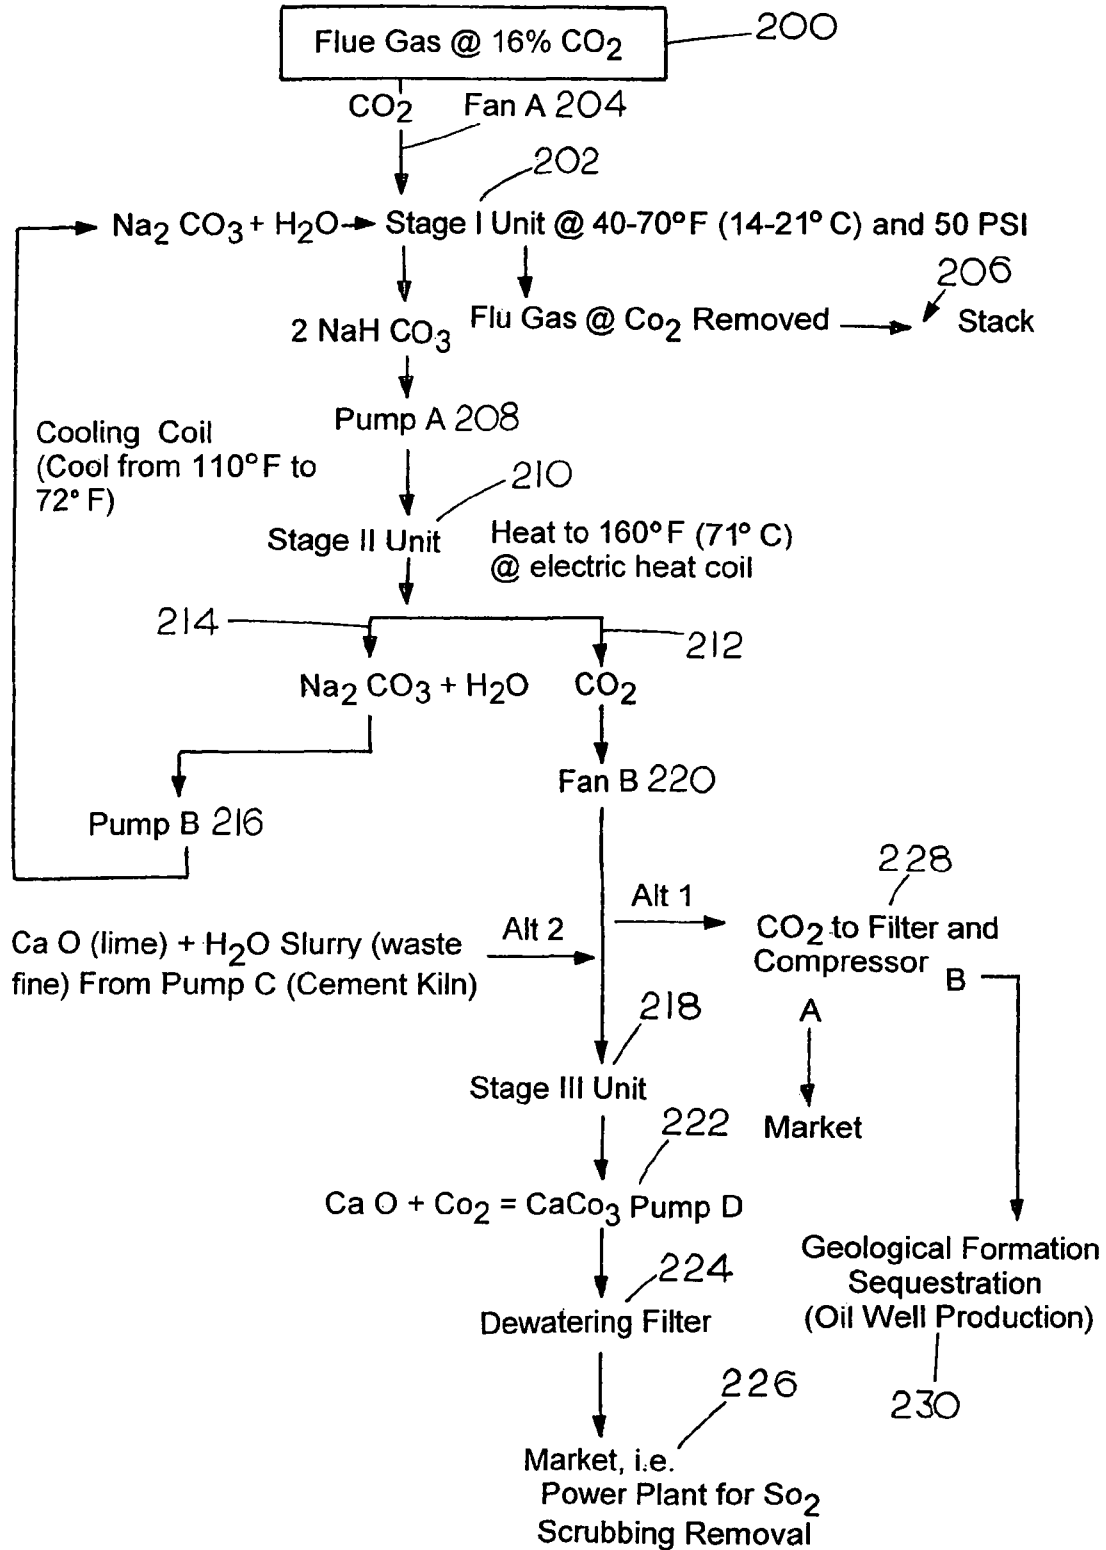 Flue Gas @ 16% CO2
200
CO2
Fan A 204
202
Na2 CO3 + H2O
Stage I Unit @ 40-70°F (14-21° C) and 50 PSI
206
2 NaH CO3
Flu Gas @ Co2 Removed
Stack
Pump A 208
Cooling Coil
(Cool from 110°F to
72° F)
210
Stage II Unit
Heat to 160°F (71° C)
@ electric heat coil
214
212
Na2 CO3 + H2O
CO2
Fan B 220
Pump B 216
228
Alt 1
CO2 to Filter and
Compressor
B
Ca O (lime) + H2O Slurry (waste
fine) From Pump C (Cement Kiln)
Alt 2
218
A
Stage III Unit
222
Market
Ca O + Co2 = CaCo3 Pump D
224
Geological Formation
Sequestration
(Oil Well Production)
Dewatering Filter
226
230
Market, i.e.
Power Plant for So2
Scrubbing Removal